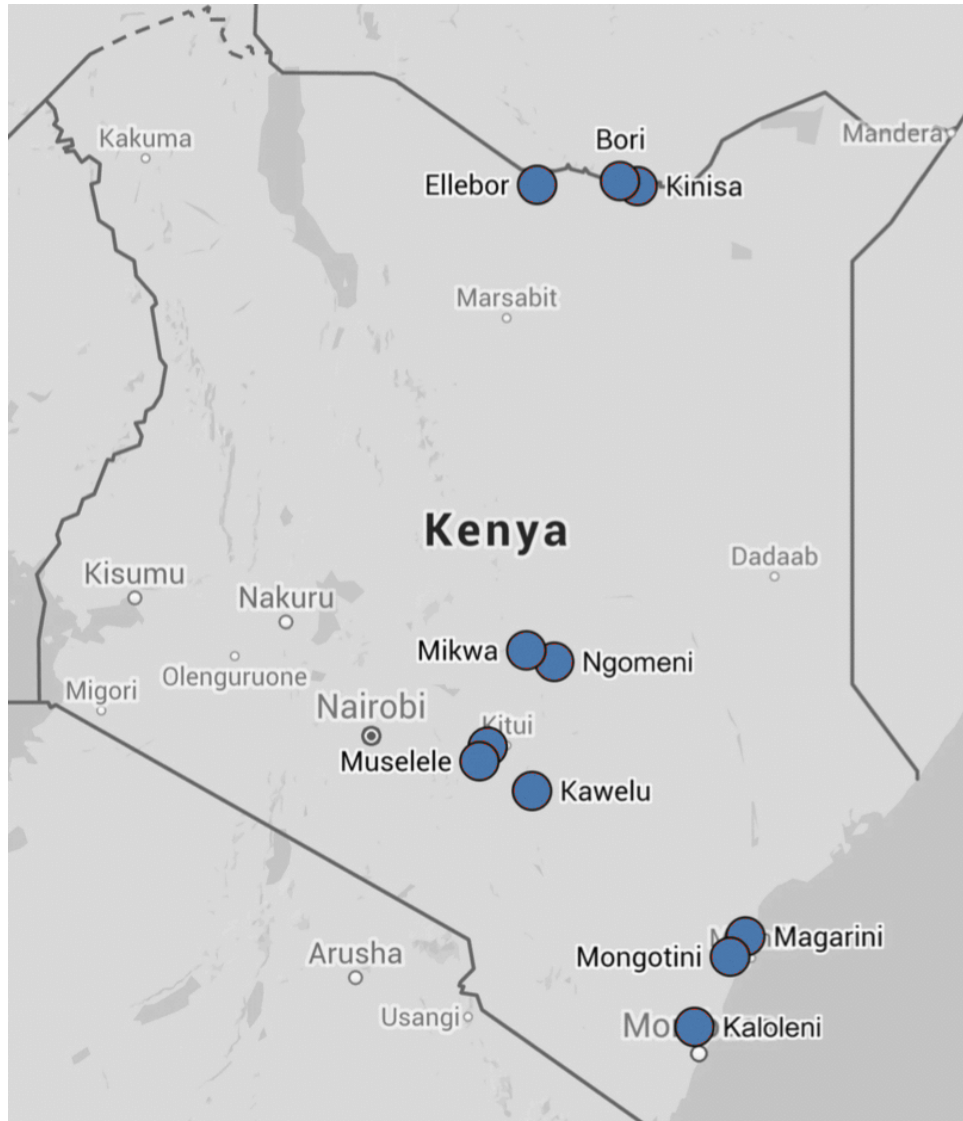 Kakuma
Mandera
Bori
Ellebor
Kinisa
Marsabit
Kenya
Dadaab
Kisumu
Nakuru
Mikwa
Ngomeni
Olenguruone
Migori
Nairobi
Kitui
Muselele
Kawelu
Magarini
Mongotini
Arusha
Usangi
Kaloleni